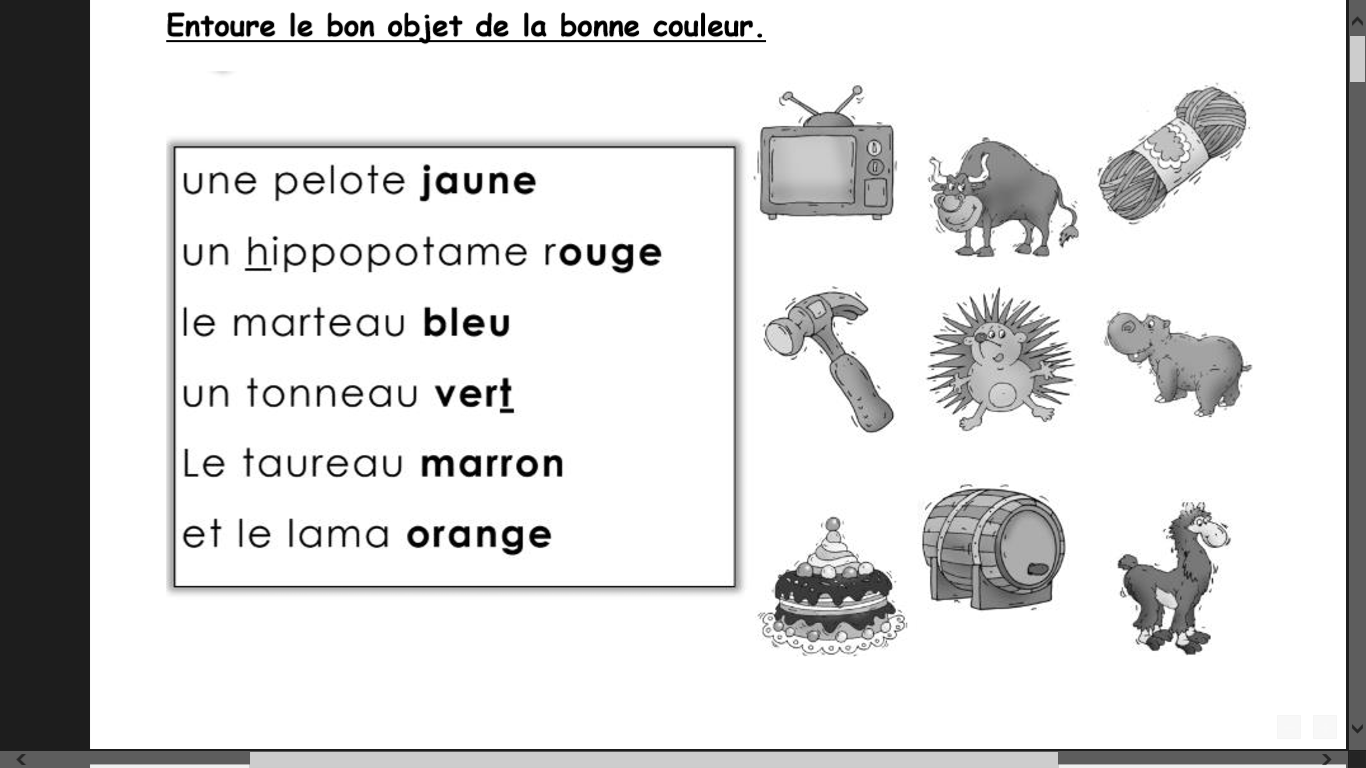 Entoure le bon objet de la bonne couleur.
une pelote jaune
un hippopotame rouge
le marteau bleu
un tonneau vert
Le taureau marron
et le lama orange